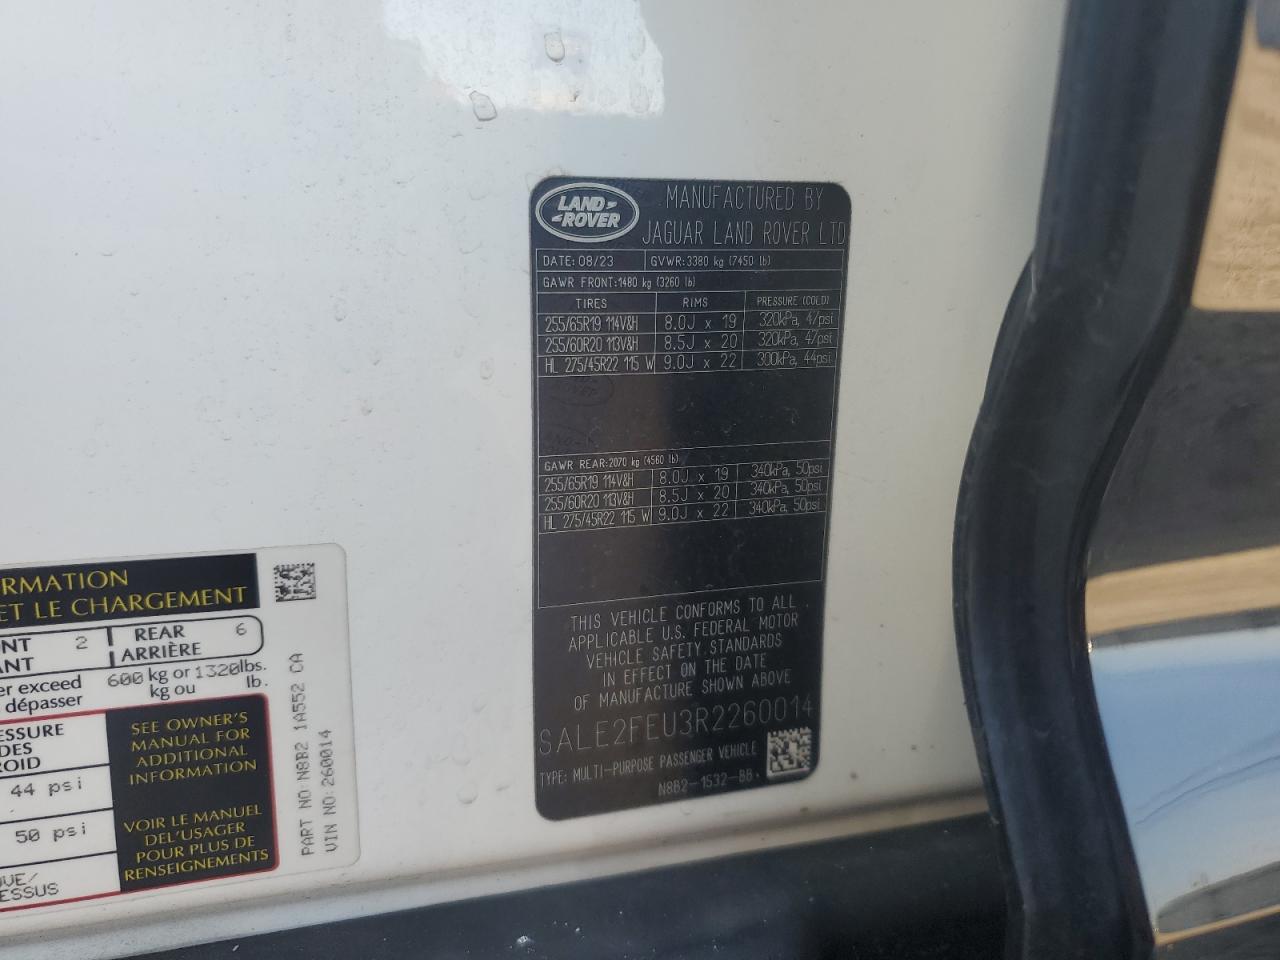 LAND
ROVER
MANUFACTURED BY
JAGUAR LAND ROVER LTD
DATE: 08/23 GVWR:3380 kg (7450 lb)
GAWR FRONT:1480 kg (3260 lb)
TIRES RIMS PRESSURE (COLD)
255/65R19 114V&H 8.0J x 19 320kPa, 47psi
255/60R20 113V&H 8.5J x 20 320kPa, 47psi
HL 275/45R22 115 W 9.0J x 22 300kPa, 44psi
GAWR REAR:2070 kg (4560 lb)
255/65R19 114V&H 8.0J x 19 340kPa, 50psi
255/60R20 113V&H 8.5J x 20 340kPa, 50psi
HL 275/45R22 115 W 9.0J x 22 340kPa, 50psi
THIS VEHICLE CONFORMS TO ALL
APPLICABLE U.S. FEDERAL MOTOR
VEHICLE SAFETY STANDARDS
IN EFFECT ON THE DATE
OF MANUFACTURE SHOWN ABOVE
SALE2FEU3R2260014
TYPE: MULTI-PURPOSE PASSENGER VEHICLE
N8B2-1532-BB
RMATION
ET LE CHARGEMENT
NT 2 REAR 6
ANT ARRIÈRE
er exceed 600 kg or 1320 lbs.
dépasser kg ou lb.
ESSURE
DES
ROID
44 psi
50 psi
UE/
ESSUS
SEE OWNER'S
MANUAL FOR
ADDITIONAL
INFORMATION
VOIR LE MANUEL
DEL'USAGER
POUR PLUS DE
RENSEIGNEMENTS
PART NO: N8B2 1A552 CA
VIN NO: 260014